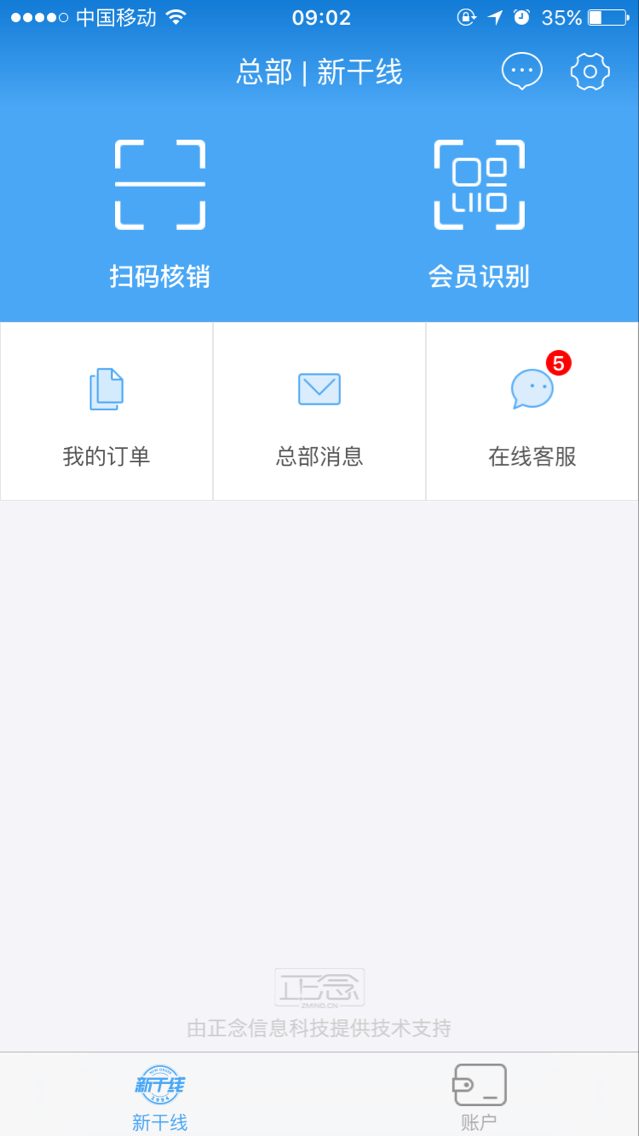 中国移动 09:02 35%
总部 | 新干线
扫码核销 会员识别
5
我的订单 总部消息 在线客服
正念
ZMIND.CN
由正念信息科技提供技术支持
新干线
新干线 账户